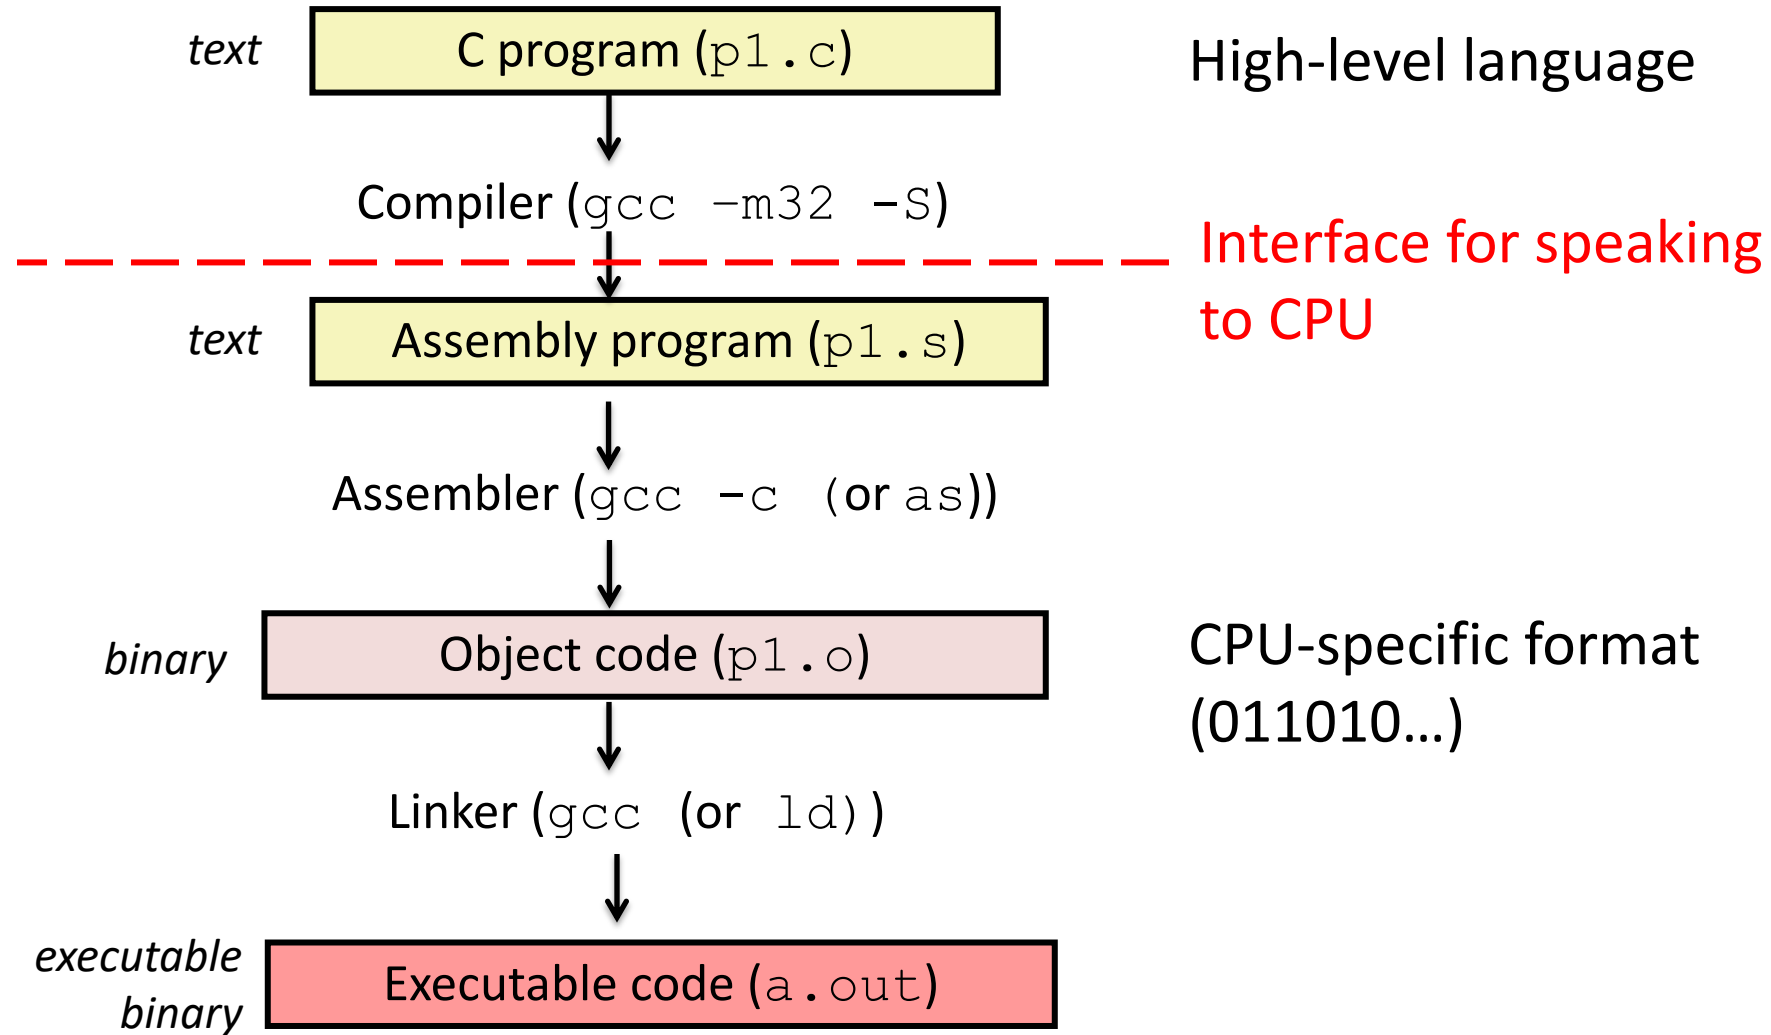 text
C program (p1.c)
High-level language
Compiler (gcc –m32 -S)
Interface for speaking
to CPU
text
Assembly program (p1.s)
Assembler (gcc -c (or as))
binary
Object code (p1.o)
CPU-specific format
(011010…)
Linker (gcc (or ld))
executable
binary
Executable code (a.out)